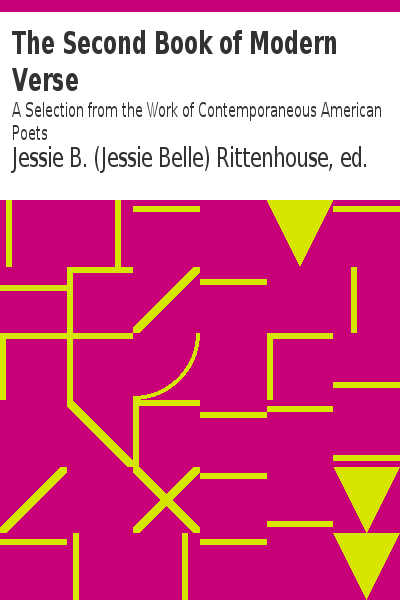 The Second Book of Modern
Verse
A Selection from the Work of Contemporaneous American
Poets
Jessie B. (Jessie Belle) Rittenhouse, ed.